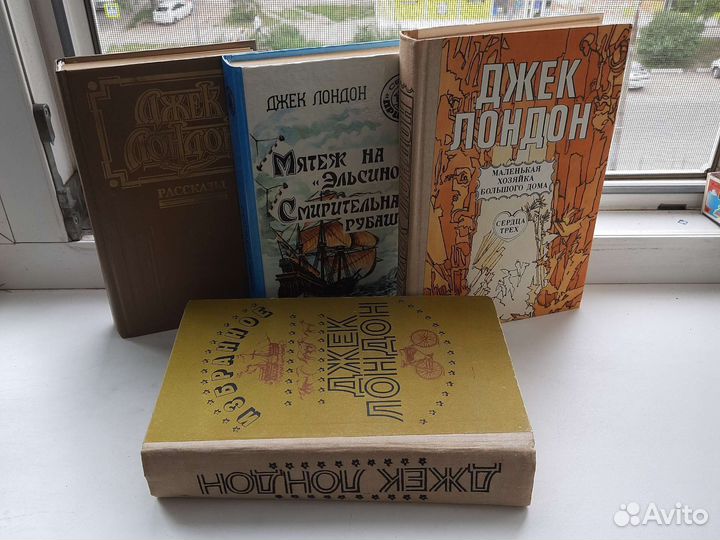 ДЖЕК
ЛОНДОН
РАССКАЗЫ
ДЖЕК ЛОНДОН
МЯТЕЖ НА
«ЭЛЬСИНО
СМИРИТЕЛЬНА
РУБАШ
ДЖЕК
ЛОНДОН
МАЛЕНЬКАЯ
ХОЗЯЙКА
БОЛЬШОГО ДОМА
СЕРДЦА
ТРЕХ
ИЗБРАННОЕ
ДЖЕК
ЛОНДОН
ДЖЕК ЛОНДОН
Avito